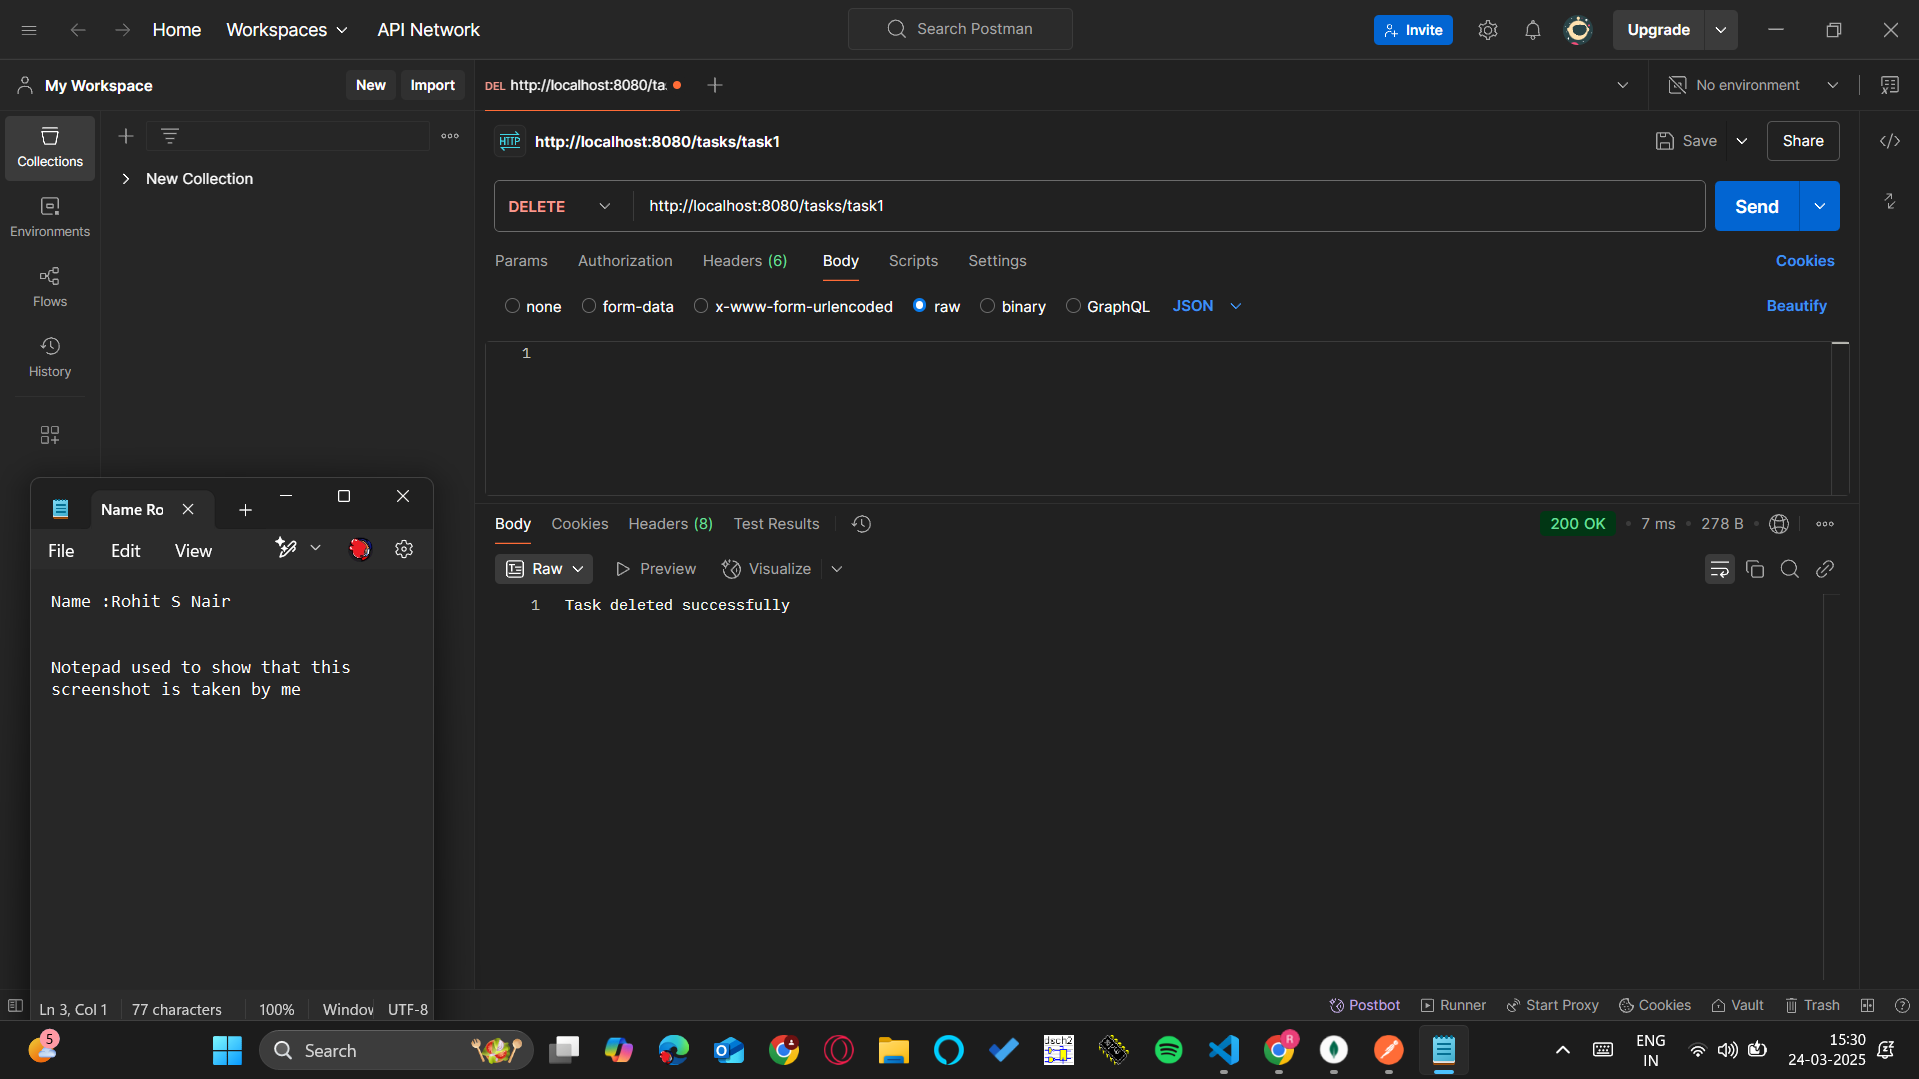 Home
Workspaces
API Network
Search Postman
Invite
Upgrade
My Workspace
New
Import
DEL http://localhost:8080/ta
No environment
Collections
Environments
Flows
History
New Collection
HTTP
http://localhost:8080/tasks/task1
Save
Share
DELETE
http://localhost:8080/tasks/task1
Send
Params
Authorization
Headers (6)
Body
Scripts
Settings
Cookies
none
form-data
x-www-form-urlencoded
raw
binary
GraphQL
JSON
Beautify
1
Body
Cookies
Headers (8)
Test Results
200 OK
7 ms
278 B
Raw
Preview
Visualize
1 Task deleted successfully
Name Ro
File
Edit
View
Name :Rohit S Nair
Notepad used to show that this
screenshot is taken by me
Ln 3, Col 1
77 characters
100%
Window
UTF-8
Postbot
Runner
Start Proxy
Cookies
Vault
Trash
5
Search
dsch2
R
ENG
IN
15:30
24-03-2025